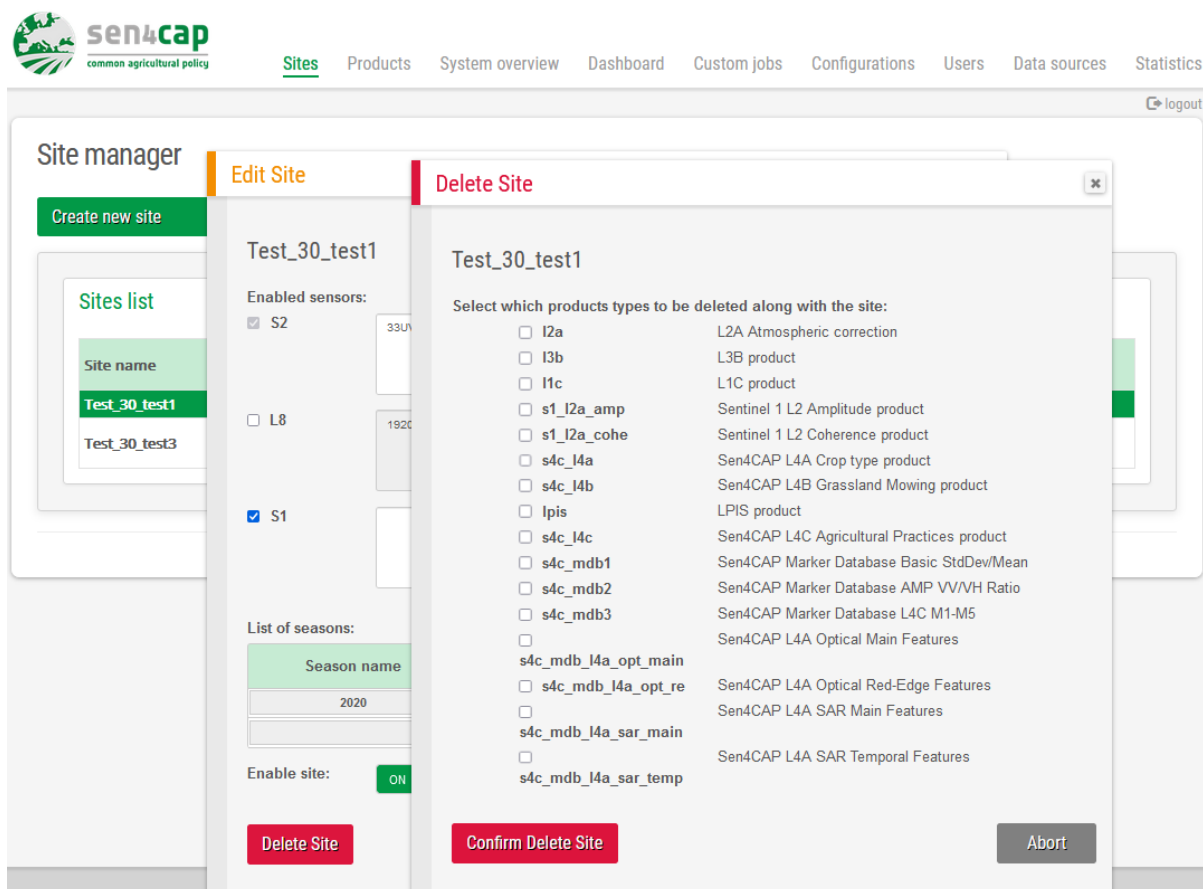 sen4cap
common agricultural policy
Sites Products System overview Dashboard Custom jobs Configurations Users Data sources Statistics
logout
Site manager
Create new site
Sites list
Site name
Test_30_test1
Test_30_test3
Edit Site
Test_30_test1
Enabled sensors:
S2
33UV
L8
1920
S1
List of seasons:
Season name
2020
Enable site:
ON
Delete Site
Delete Site
Test_30_test1
Select which products types to be deleted along with the site:
l2a L2A Atmospheric correction
l3b L3B product
l1c L1C product
s1_l2a_amp Sentinel 1 L2 Amplitude product
s1_l2a_cohe Sentinel 1 L2 Coherence product
s4c_l4a Sen4CAP L4A Crop type product
s4c_l4b Sen4CAP L4B Grassland Mowing product
lpis LPIS product
s4c_l4c Sen4CAP L4C Agricultural Practices product
s4c_mdb1 Sen4CAP Marker Database Basic StdDev/Mean
s4c_mdb2 Sen4CAP Marker Database AMP VV/VH Ratio
s4c_mdb3 Sen4CAP Marker Database L4C M1-M5
Sen4CAP L4A Optical Main Features
s4c_mdb_l4a_opt_main
s4c_mdb_l4a_opt_re Sen4CAP L4A Optical Red-Edge Features
Sen4CAP L4A SAR Main Features
s4c_mdb_l4a_sar_main
Sen4CAP L4A SAR Temporal Features
s4c_mdb_l4a_sar_temp
Confirm Delete Site Abort